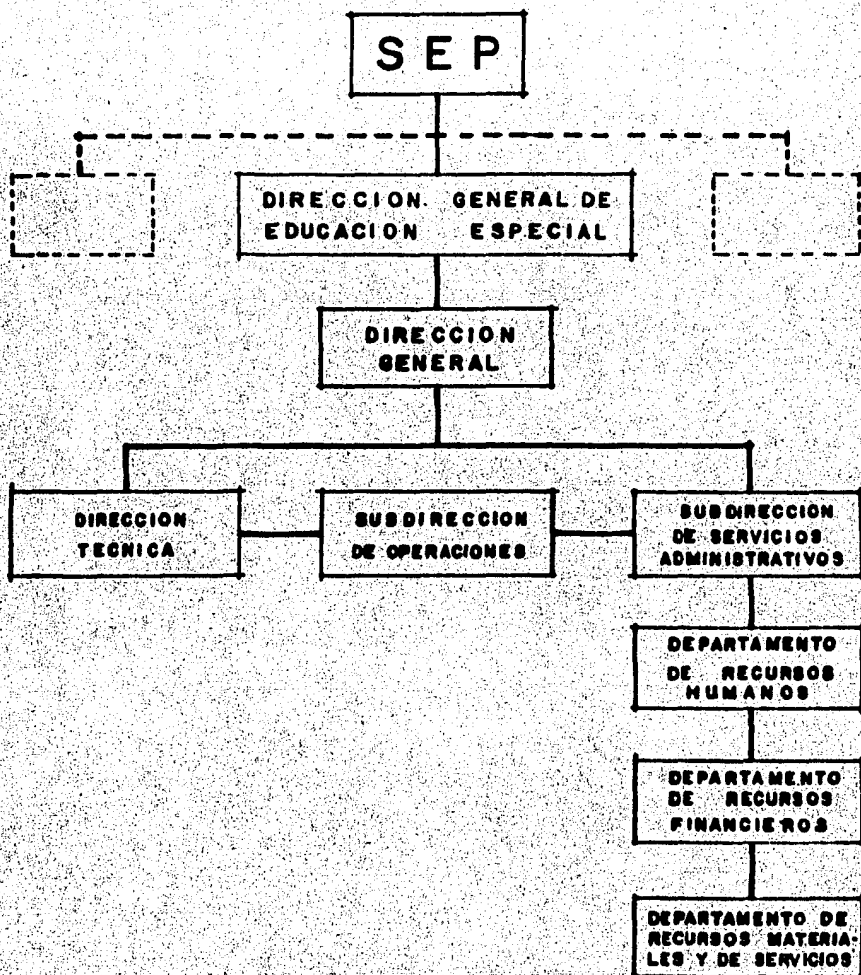 SEP
DIRECCION. GENERAL DE
EDUCACION ESPECIAL
DIRECCION
GENERAL
DIRECCION
TECNICA
SUBDIRECCION
DE OPERACIONES
SUBDIRECCION
DE SERVICIOS
ADMINISTRATIVOS
DEPARTAMENTO
DE RECURSOS
HUMANOS
DEPARTAMENTO
DE RECURSOS
FINANCIEROS
DEPARTAMENTO DE
RECURSOS MATERIA-
LES Y DE SERVICIOS